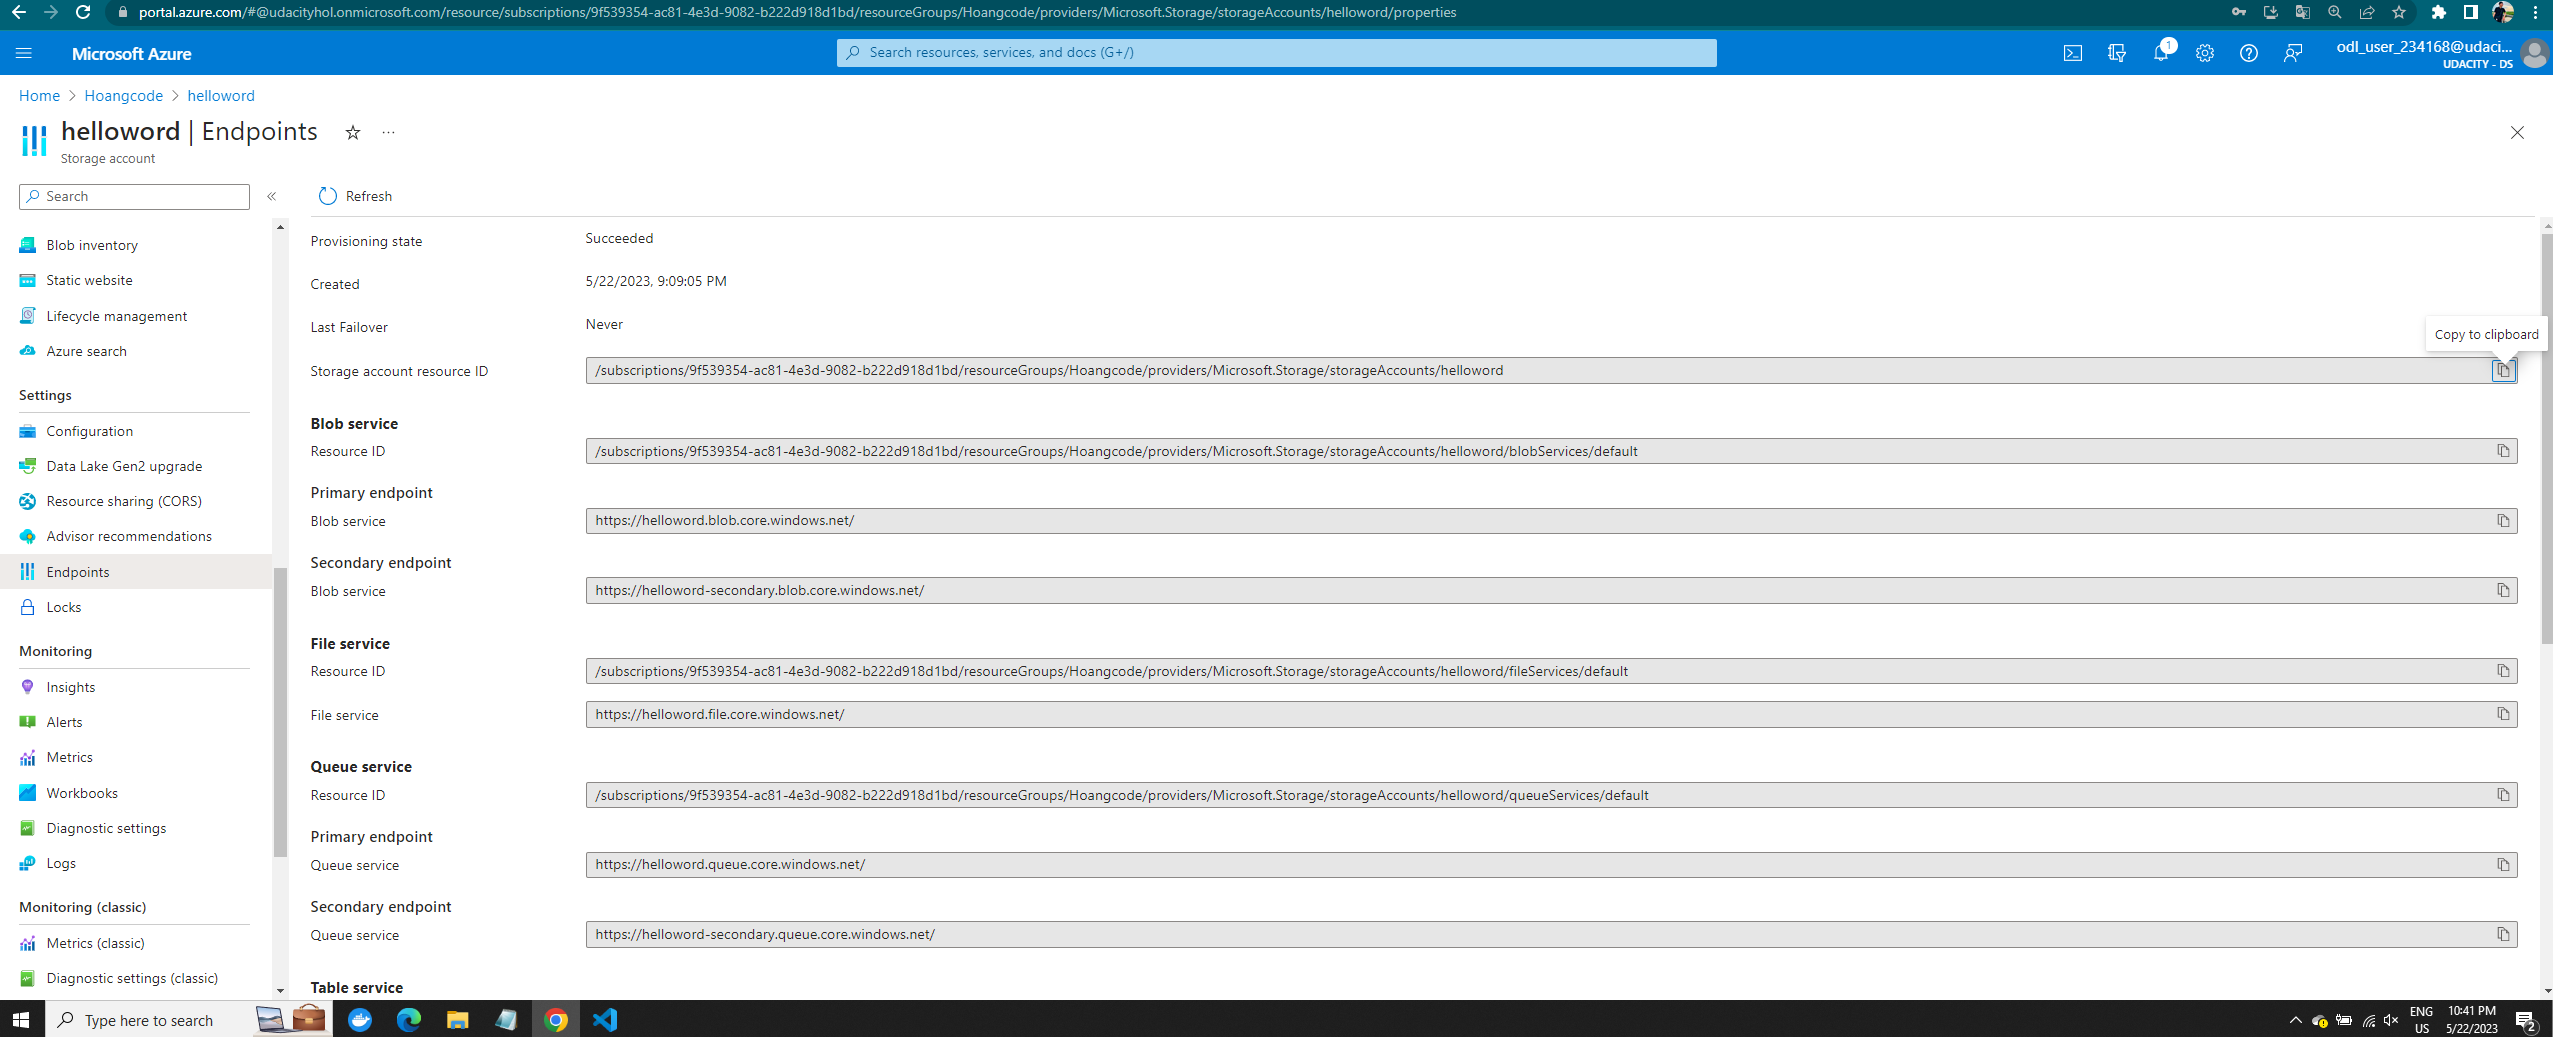 portal.azure.com/#@udacityhol.onmicrosoft.com/resource/subscriptions/9f539354-ac81-4e3d-9082-b222d918d1bd/resourceGroups/Hoangcode/providers/Microsoft.Storage/storageAccounts/helloword/properties
Microsoft Azure
Search resources, services, and docs (G+/)
1
odl_user_234168@udaci...
UDACITY - DS
Home > Hoangcode > helloword
helloword | Endpoints
Storage account
Search
Refresh
Blob inventory
Static website
Lifecycle management
Azure search
Settings
Configuration
Data Lake Gen2 upgrade
Resource sharing (CORS)
Advisor recommendations
Endpoints
Locks
Monitoring
Insights
Alerts
Metrics
Workbooks
Diagnostic settings
Logs
Monitoring (classic)
Metrics (classic)
Diagnostic settings (classic)
Provisioning state Succeeded
Created 5/22/2023, 9:09:05 PM
Last Failover Never
Copy to clipboard
Storage account resource ID /subscriptions/9f539354-ac81-4e3d-9082-b222d918d1bd/resourceGroups/Hoangcode/providers/Microsoft.Storage/storageAccounts/helloword
Blob service
Resource ID /subscriptions/9f539354-ac81-4e3d-9082-b222d918d1bd/resourceGroups/Hoangcode/providers/Microsoft.Storage/storageAccounts/helloword/blobServices/default
Primary endpoint
Blob service https://helloword.blob.core.windows.net/
Secondary endpoint
Blob service https://helloword-secondary.blob.core.windows.net/
File service
Resource ID /subscriptions/9f539354-ac81-4e3d-9082-b222d918d1bd/resourceGroups/Hoangcode/providers/Microsoft.Storage/storageAccounts/helloword/fileServices/default
File service https://helloword.file.core.windows.net/
Queue service
Resource ID /subscriptions/9f539354-ac81-4e3d-9082-b222d918d1bd/resourceGroups/Hoangcode/providers/Microsoft.Storage/storageAccounts/helloword/queueServices/default
Primary endpoint
Queue service https://helloword.queue.core.windows.net/
Secondary endpoint
Queue service https://helloword-secondary.queue.core.windows.net/
Table service
Type here to search
ENG
US
10:41 PM
5/22/2023
2